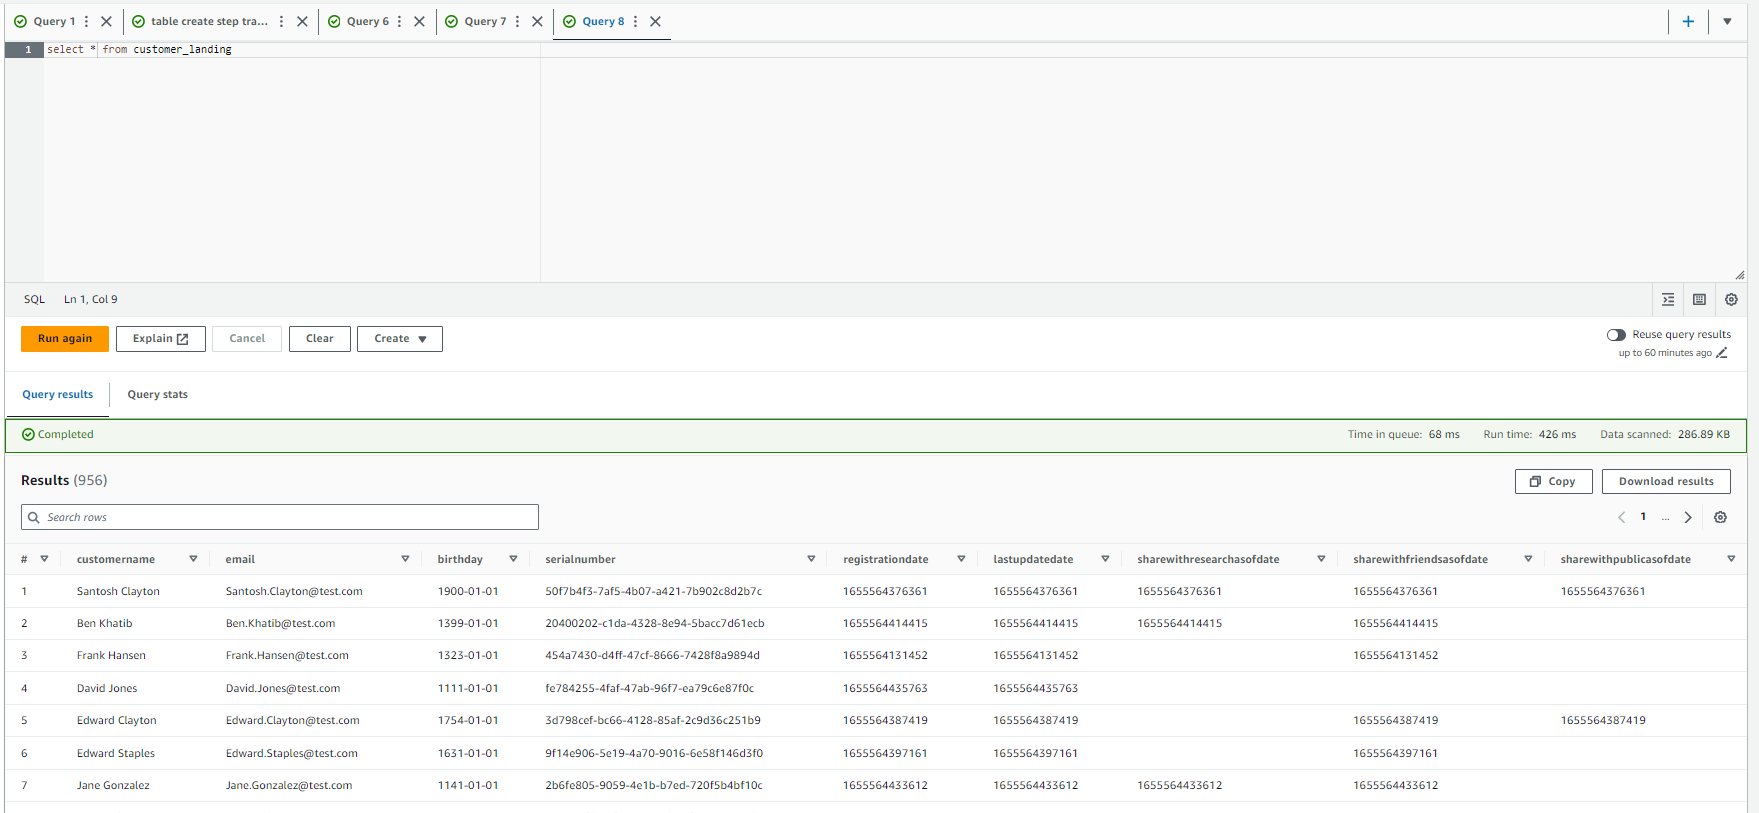 Query 1 table create step tra... Query 6 Query 7 Query 8
1 select * from customer_landing
SQL Ln 1, Col 9
Run again Explain Cancel Clear Create Reuse query results
up to 60 minutes ago
Query results Query stats
Completed Time in queue: 68 ms Run time: 426 ms Data scanned: 286.89 KB
Results (956) Copy Download results
Search rows 1 ...
# customername email birthday serialnumber registrationdate lastupdatedate sharewithresearchasofdate sharewithfriendsasofdate sharewithpublicasofdate
1 Santosh Clayton Santosh.Clayton@test.com 1900-01-01 50f7b4f3-7af5-4b07-a421-7b902c8d2b7c 1655564376361 1655564376361 1655564376361 1655564376361 1655564376361
2 Ben Khatib Ben.Khatib@test.com 1399-01-01 20400202-c1da-4328-8e94-5bacc7d61ecb 1655564414415 1655564414415 1655564414415 1655564414415
3 Frank Hansen Frank.Hansen@test.com 1323-01-01 454a7430-d4ff-47cf-8666-7428f8a9894d 1655564131452 1655564131452 1655564131452
4 David Jones David.Jones@test.com 1111-01-01 fe784255-4faf-47ab-96f7-ea79c6e87f0c 1655564435763 1655564435763
5 Edward Clayton Edward.Clayton@test.com 1754-01-01 3d798cef-bc66-4128-85af-2c9d36c251b9 1655564387419 1655564387419 1655564387419 1655564387419
6 Edward Staples Edward.Staples@test.com 1631-01-01 9f14e906-5e19-4a70-9016-6e58f146d3f0 1655564397161 1655564397161 1655564397161
7 Jane Gonzalez Jane.Gonzalez@test.com 1141-01-01 2b6fe805-9059-4e1b-b7ed-720f5b4bf10c 1655564433612 1655564433612 1655564433612 1655564433612